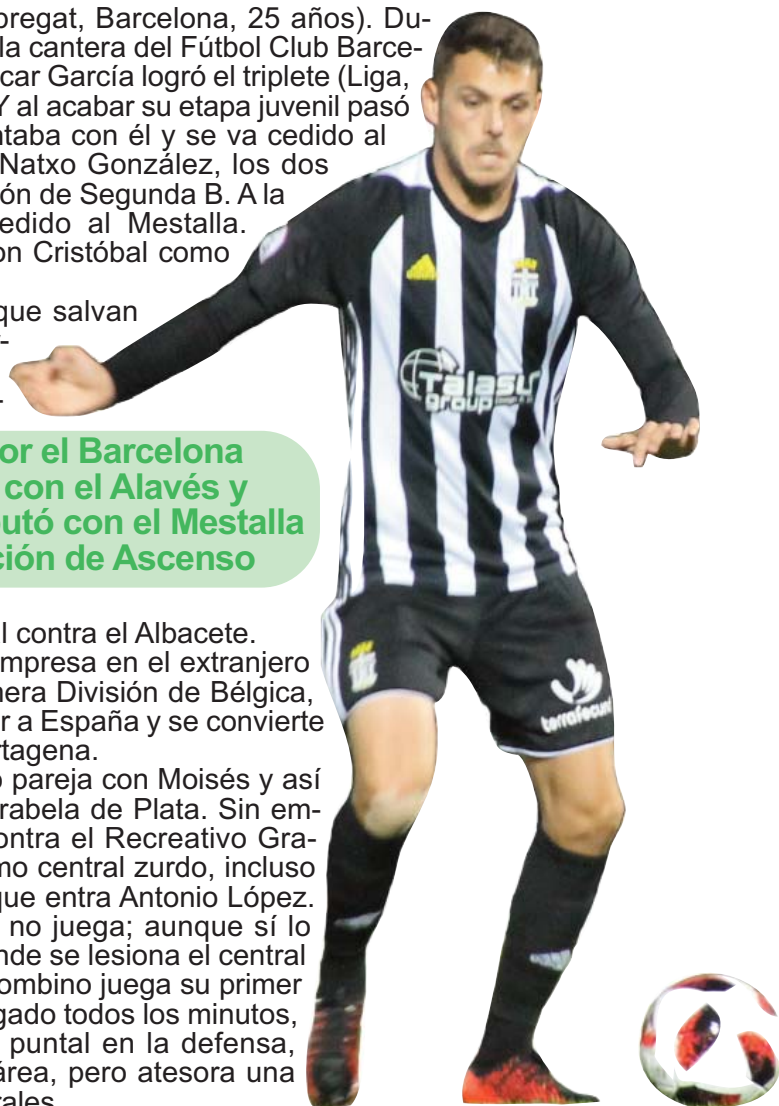 bregat, Barcelona, 25 años). Du-
la cantera del Fútbol Club Barce-
car García logró el triplete (Liga,
Y al acabar su etapa juvenil pasó
ntaba con él y se va cedido al
Natxo González, los dos
ón de Segunda B. A la
edido al Mestalla.
on Cristóbal como
que salvan
or el Barcelona
con el Alavés y
utó con el Mestalla
ción de Ascenso
l contra el Albacete.
mpresa en el extranjero
nera División de Bélgica,
r a España y se convierte
rtagena.
o pareja con Moisés y así
rabela de Plata. Sin em-
ontra el Recreativo Gra-
mo central zurdo, incluso
que entra Antonio López.
no juega; aunque sí lo
nde se lesiona el central
ombino juega su primer
gado todos los minutos,
puntal en la defensa,
área, pero atesora una
rales
Talasur
group
terrafecund